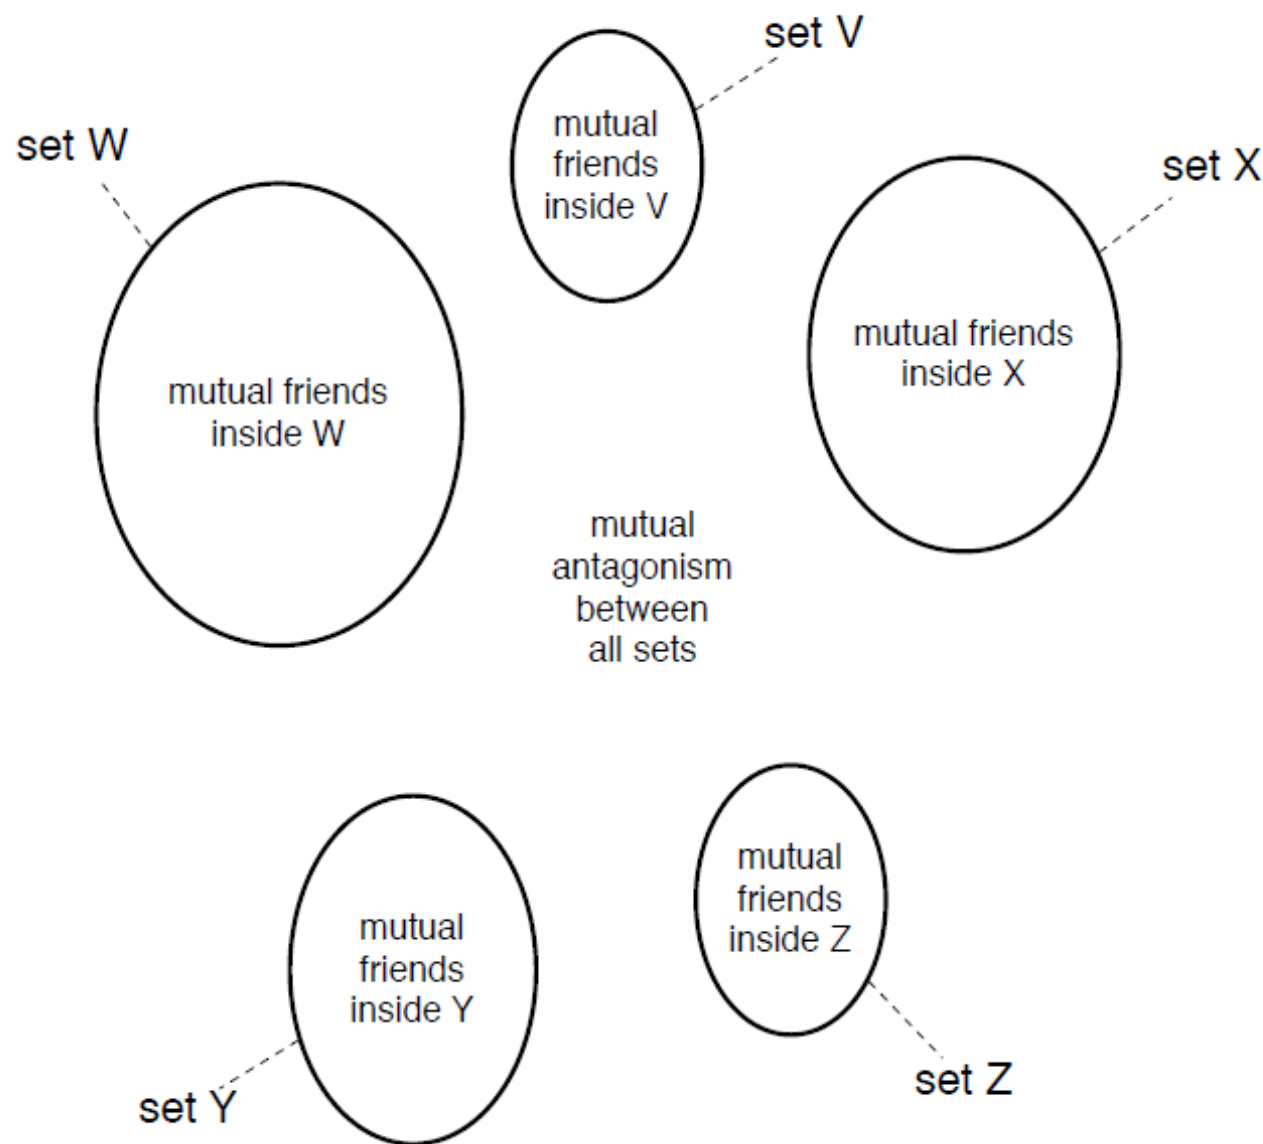 set V
mutual
friends
inside V
set W
set X
mutual friends
inside W
mutual friends
inside X
mutual
antagonism
between
all sets
mutual
friends
inside Y
mutual
friends
inside Z
set Y
set Z